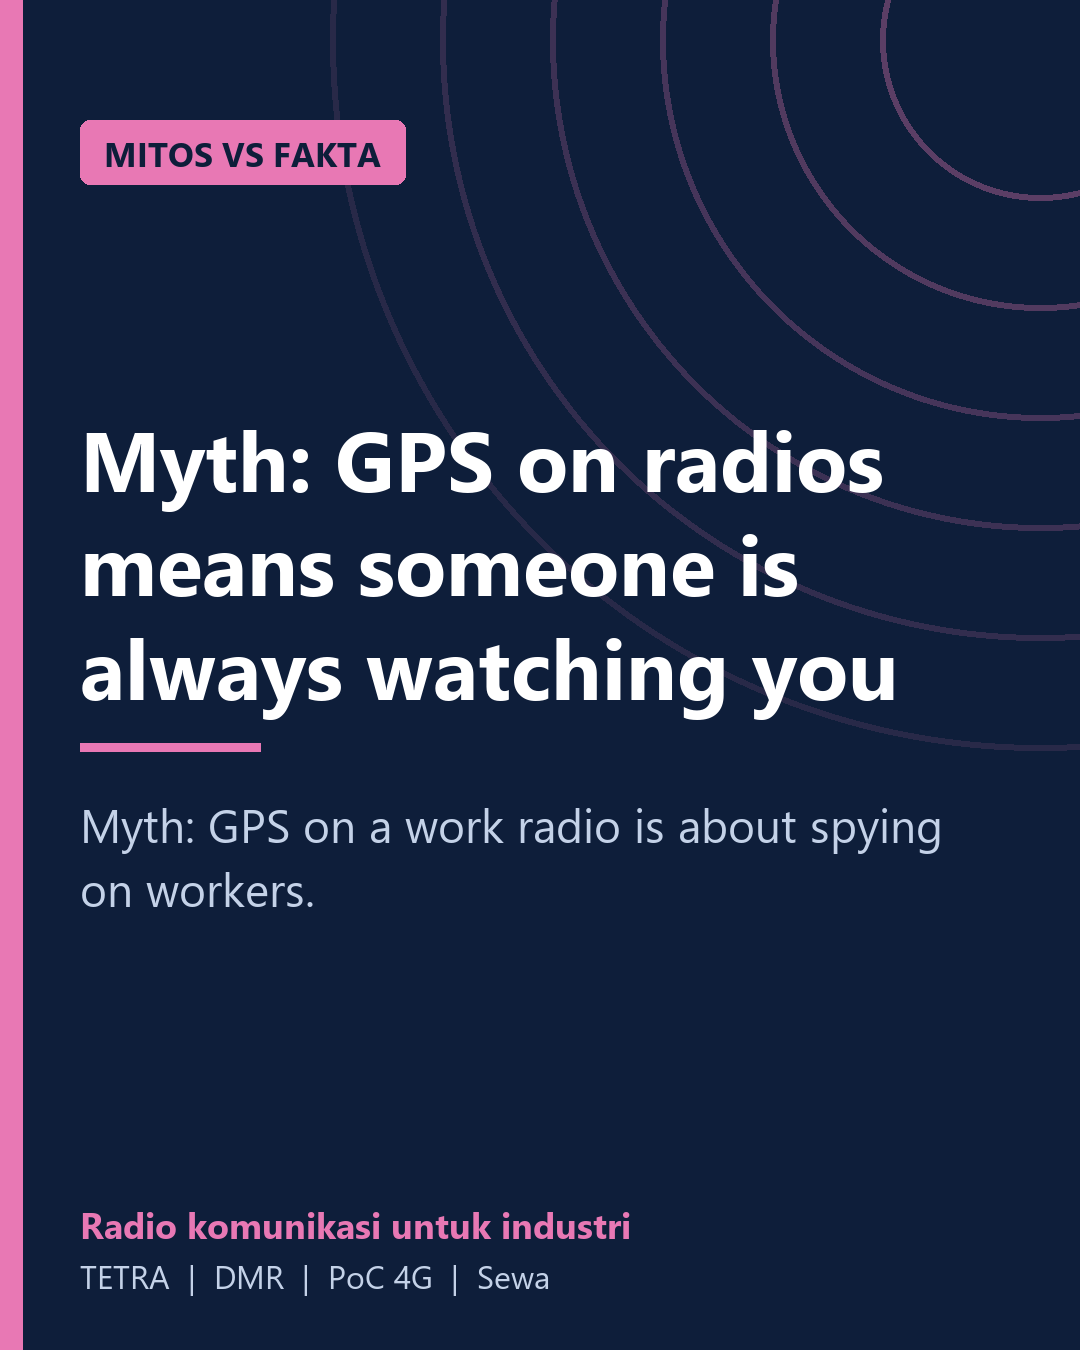 MITOS VS FAKTA
Myth: GPS on radios
means someone is
always watching you
Myth: GPS on a work radio is about spying
on workers.
Radio komunikasi untuk industri
TETRA | DMR | PoC 4G | Sewa